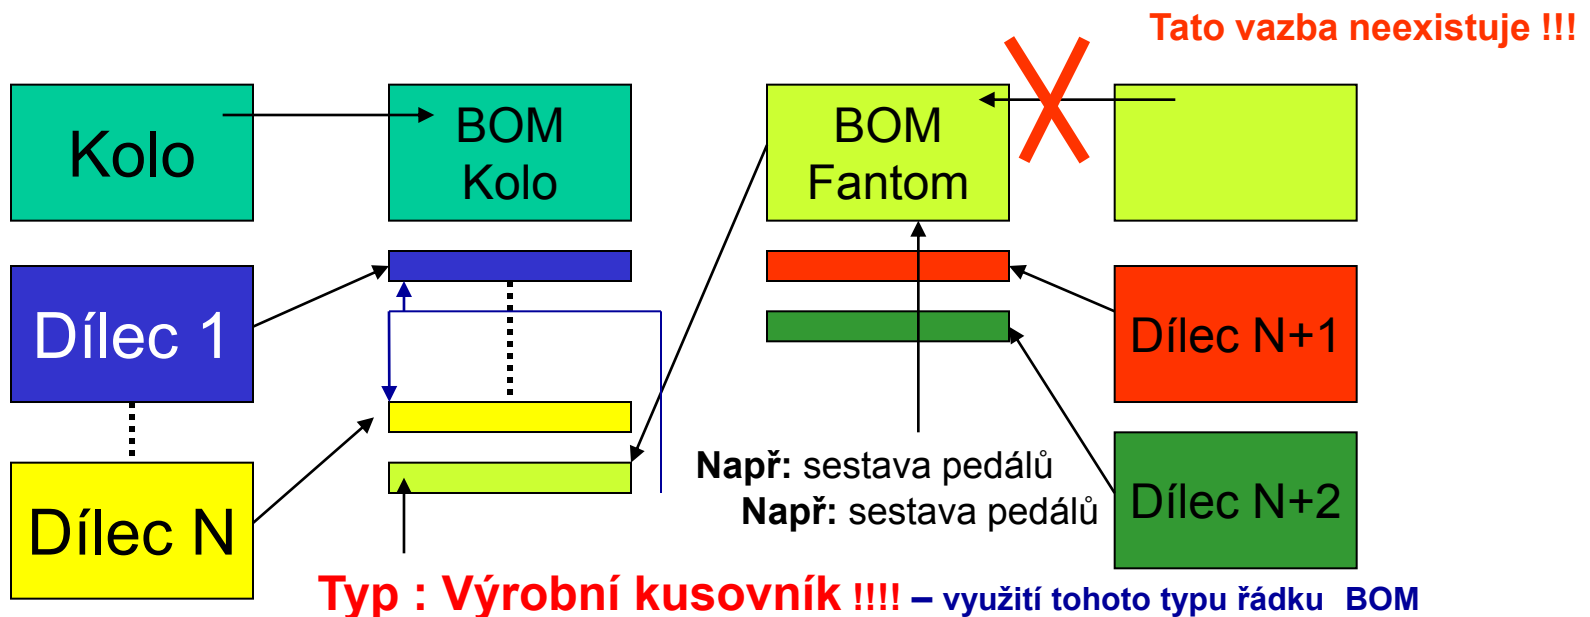 Tato vazba neexistuje !!!
Kolo
BOM
Kolo
BOM
Fantom
Dílec 1
Dílec N+1
Dílec N
Např: sestava pedálů
Např: sestava pedálů
Dílec N+2
Typ : Výrobní kusovník !!!! – využití tohoto typu řádku BOM